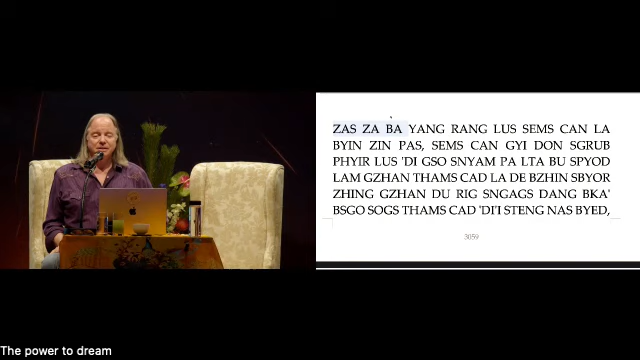 ZAS ZA BA YANG RANG LUS SEMS CAN LA
BYIN ZIN PAS, SEMS CAN GYI DON SGRUB
PHYIR LUS 'DI GSO SNYAM PA LTA BU SPYOD
LAM GZHAN THAMS CAD LA DE BZHIN SBYOR
ZHING GZHAN DU RIG SNGAGS DANG BKA'
BSGO SOGS THAMS CAD 'DI'I STENG NAS BYED,
3059
The power to dream